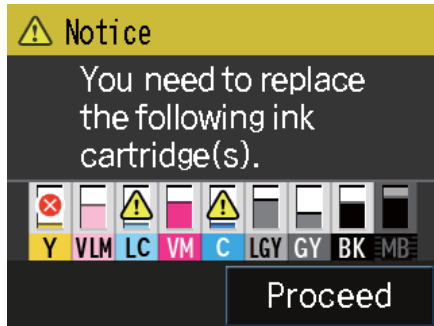 Notice
You need to replace
the following ink
cartridge(s).
Y VLM LC VM C LGY GY BK MB
Proceed